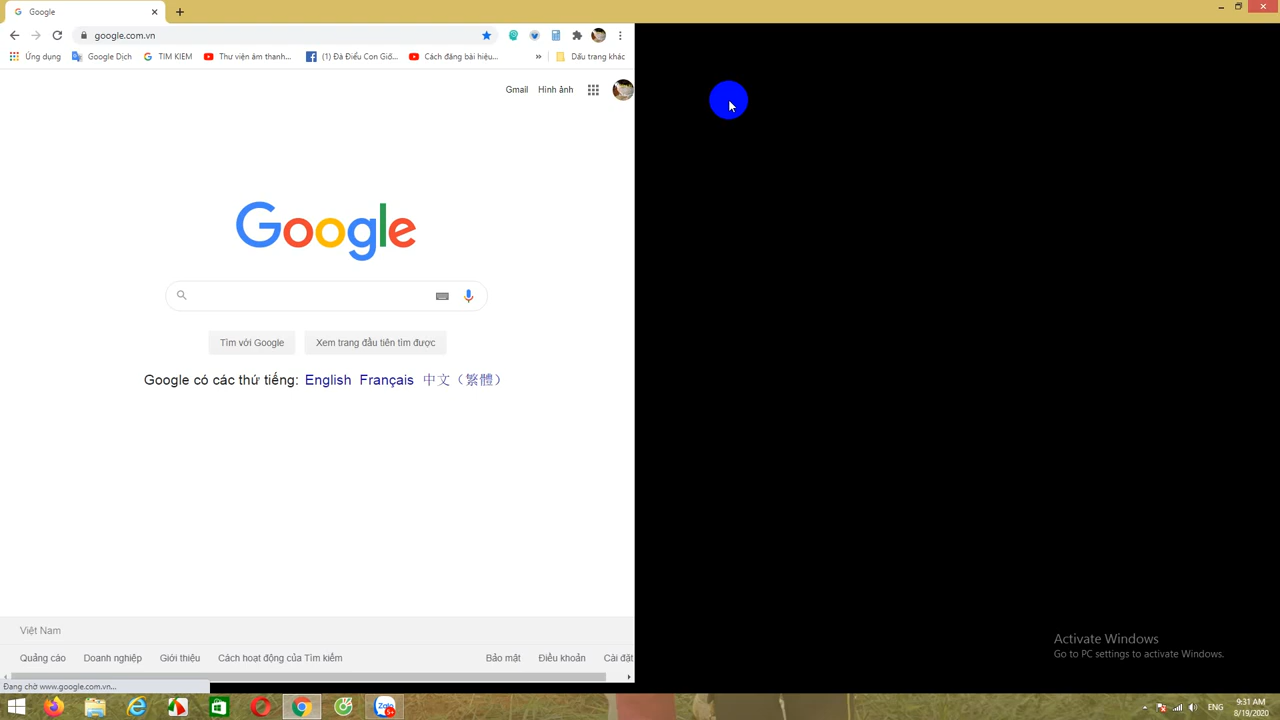 Google
google.com.vn
Ứng dụng Google Dịch TIM KIEM Thư viện âm thanh... (1) Đà Điểu Con Giố... Cách đăng bài hiệu... » Dấu trang khác
Gmail Hình ảnh
Google
Tìm với Google Xem trang đầu tiên tìm được
Google có các thứ tiếng: English Français 中文（繁體）
Việt Nam
Quảng cáo Doanh nghiệp Giới thiệu Cách hoạt động của Tìm kiếm Bảo mật Điều khoản Cài đặt
Đang chờ www.google.com.vn...
Activate Windows
Go to PC settings to activate Windows.
Zalo 5+
ENG
9:31 AM
8/19/2020